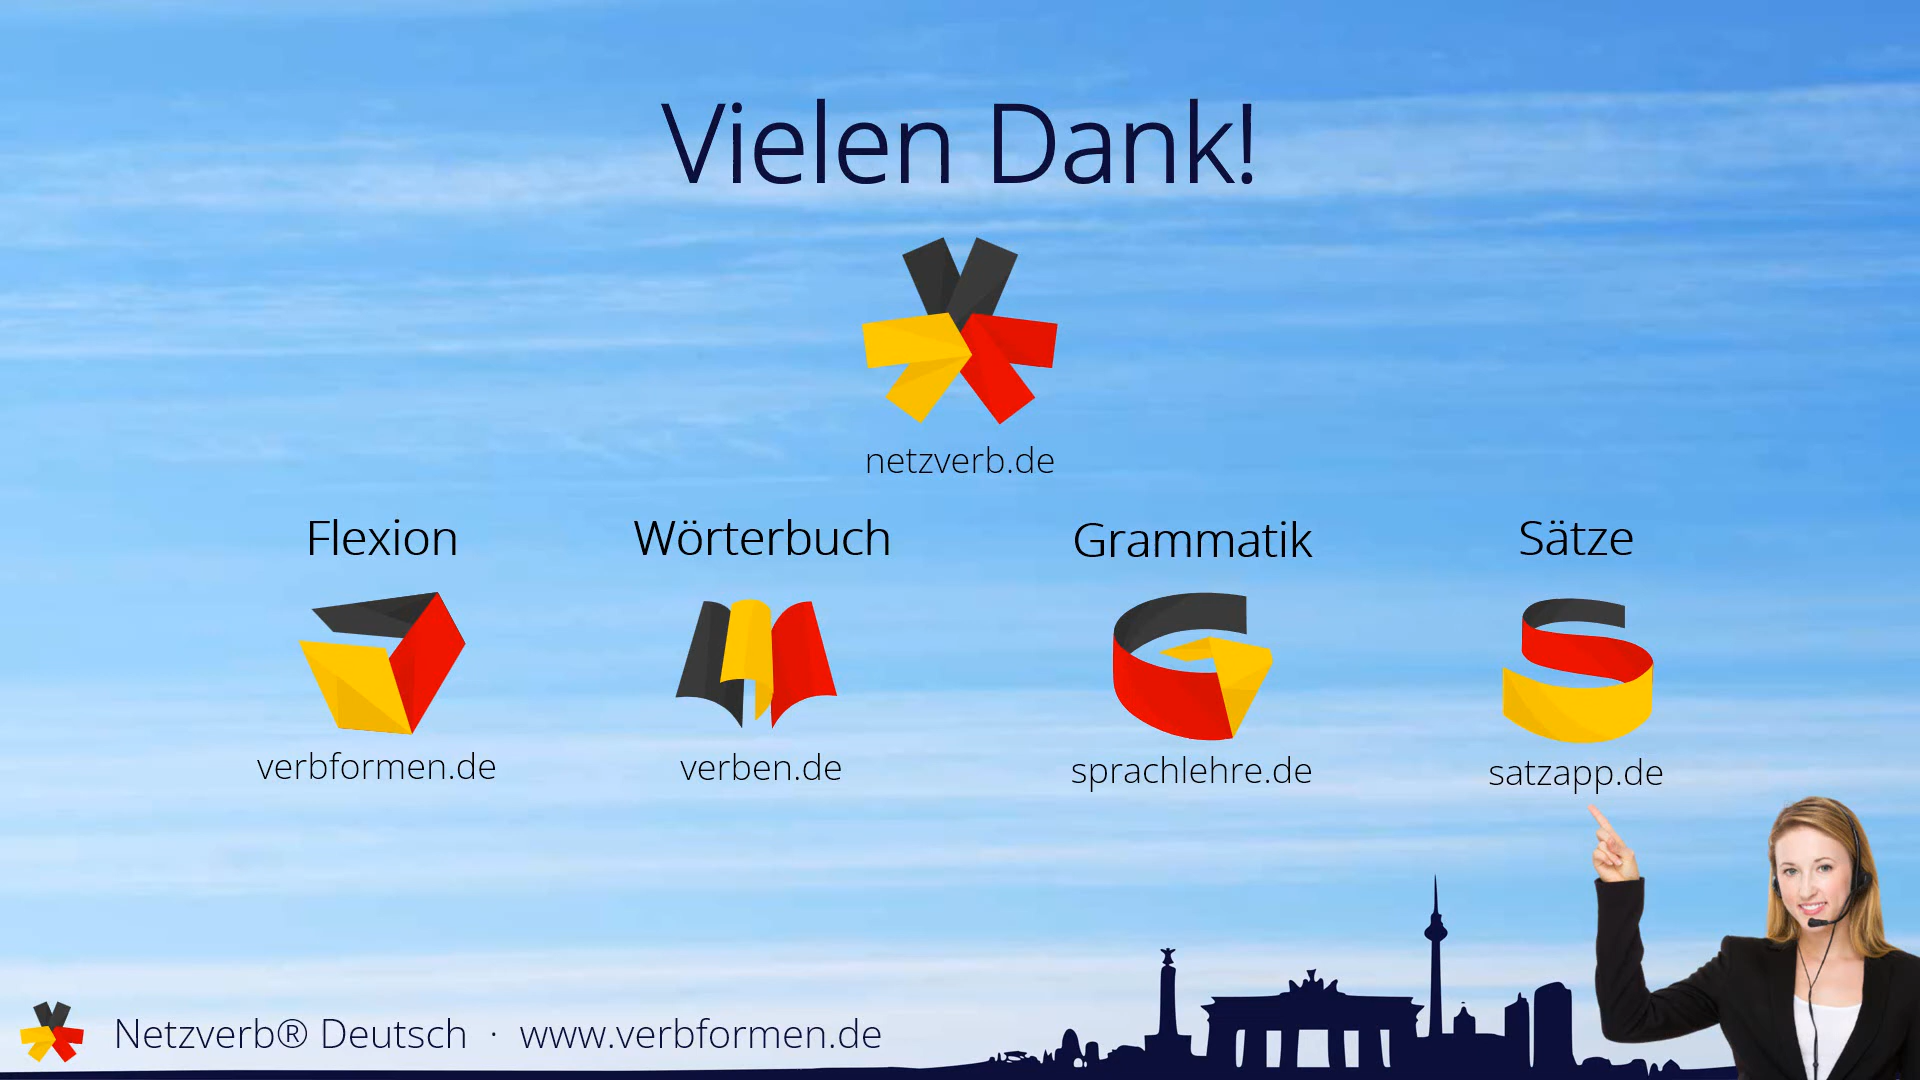 Vielen Dank!
netzverb.de
Flexion
Wörterbuch
Grammatik
Sätze
verbformen.de
verben.de
sprachlehre.de
satzapp.de
Netzverb® Deutsch · www.verbformen.de